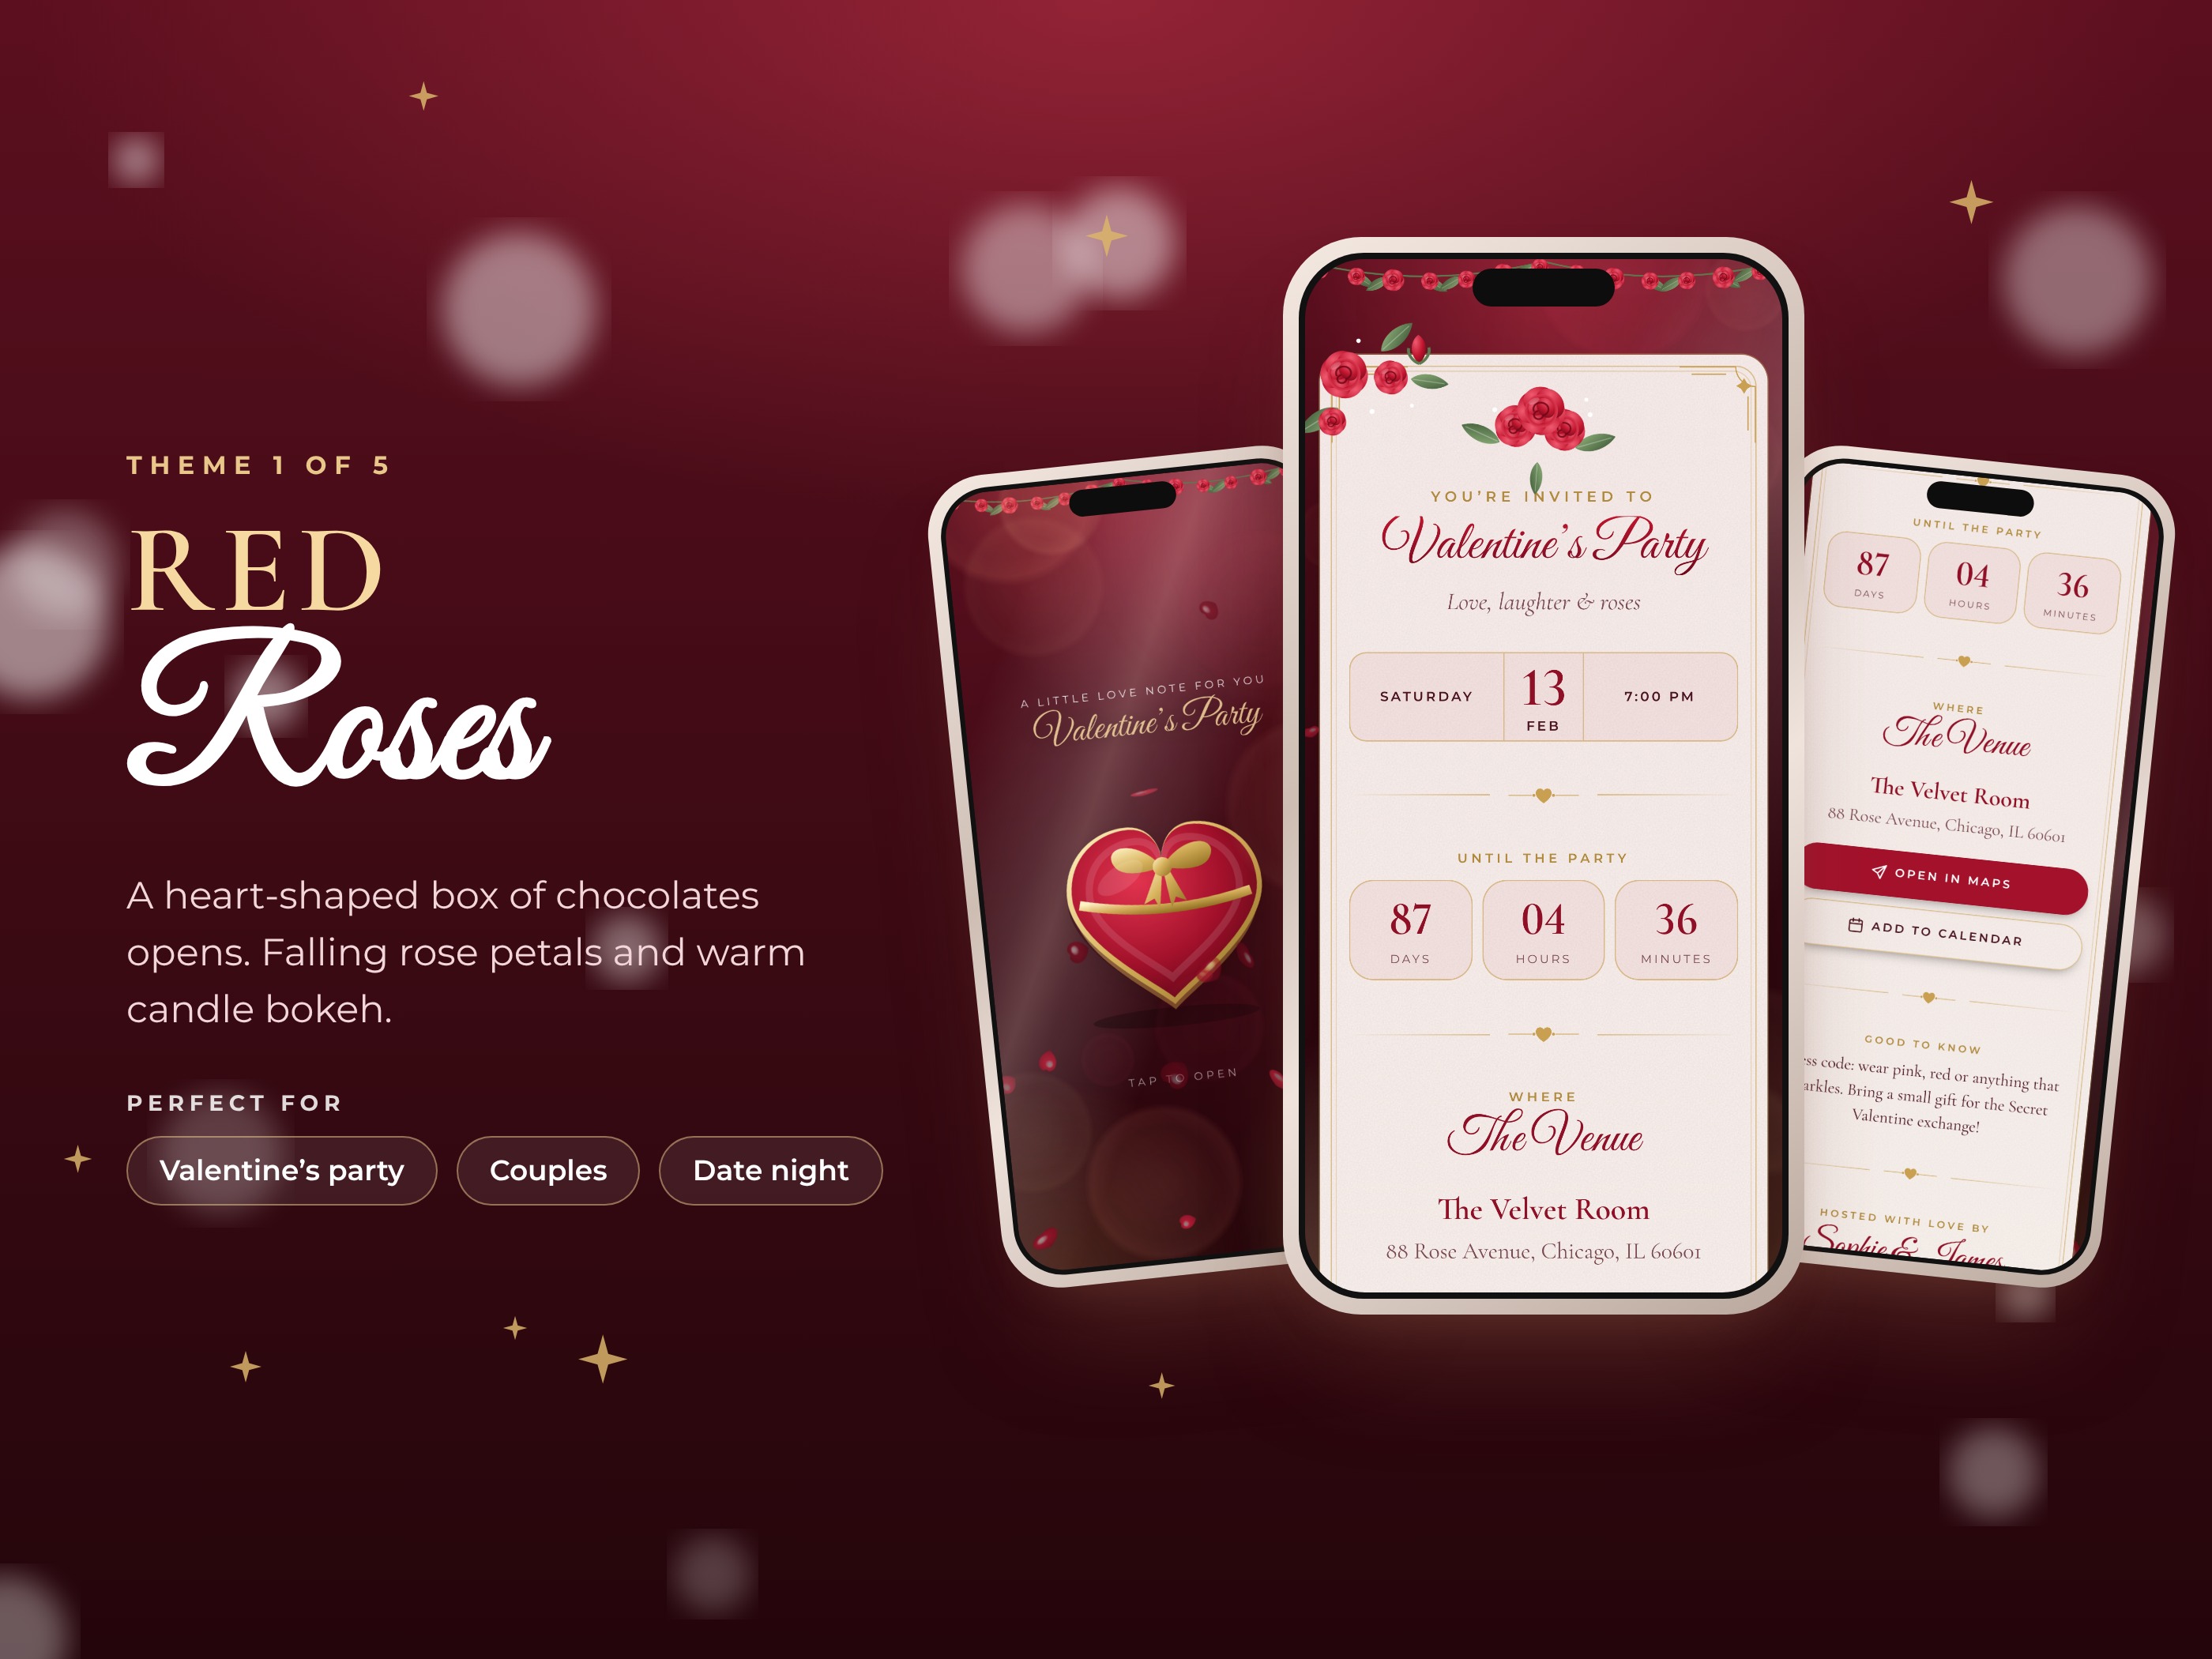 THEME 1 OF 5
RED
Roses
A heart-shaped box of chocolates
opens. Falling rose petals and warm
candle bokeh.
PERFECT FOR
Valentine’s party
Couples
Date night
A LITTLE LOVE NOTE FOR YOU
Valentine’s Party
TAP TO OPEN
YOU’RE INVITED TO
Valentine’s Party
Love, laughter & roses
SATURDAY
13
FEB
7:00 PM
UNTIL THE PARTY
87
DAYS
04
HOURS
36
MINUTES
WHERE
The Venue
The Velvet Room
88 Rose Avenue, Chicago, IL 60601
UNTIL THE PARTY
87
DAYS
04
HOURS
36
MINUTES
WHERE
The Venue
The Velvet Room
88 Rose Avenue, Chicago, IL 60601
OPEN IN MAPS
ADD TO CALENDAR
GOOD TO KNOW
code: wear pink, red or anything that
Bring a small gift for the Secret
Valentine exchange!
HOSTED WITH LOVE BY
Sophie & James